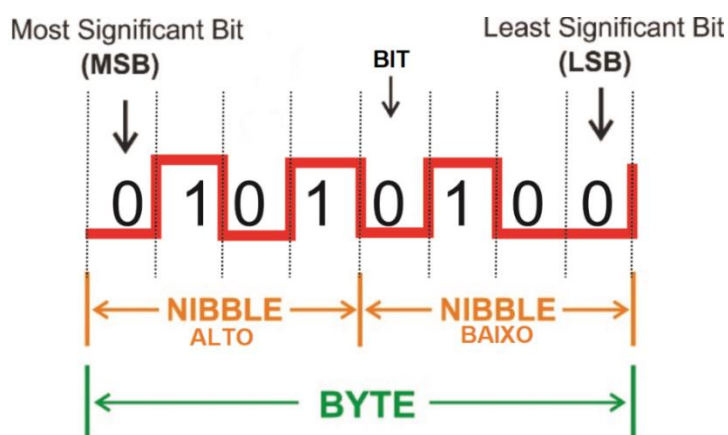 Most Significant Bit
(MSB)
BIT
Least Significant Bit
(LSB)
0 1 0 1 0 1 0 0
NIBBLE
ALTO
NIBBLE
BAIXO
BYTE